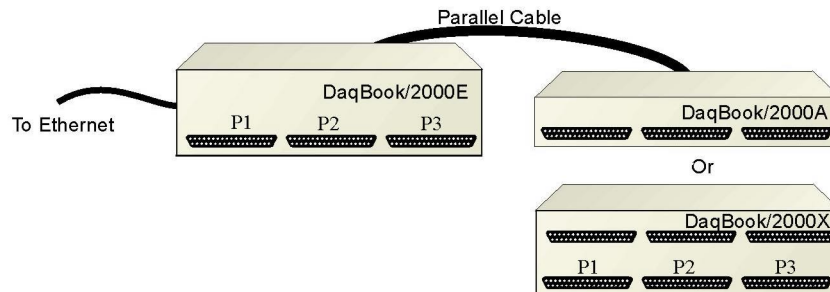 Parallel Cable
DaqBook/2000E
To Ethernet
P1 P2 P3
DaqBook/2000A
Or
DaqBook/2000X
P1 P2 P3